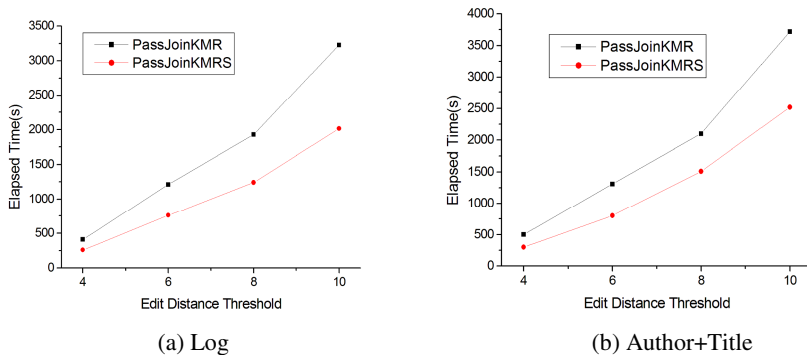 3500
3000
2500
2000
1500
1000
500
0
Elapsed Time(s)
PassJoinKMR
PassJoinKMRS
4 6 8 10
Edit Distance Threshold
(a) Log
4000
3500
3000
2500
2000
1500
1000
500
0
Elapsed Time(s)
PassJoinKMR
PassJoinKMRS
4 6 8 10
Edit Distance Threshold
(b) Author+Title